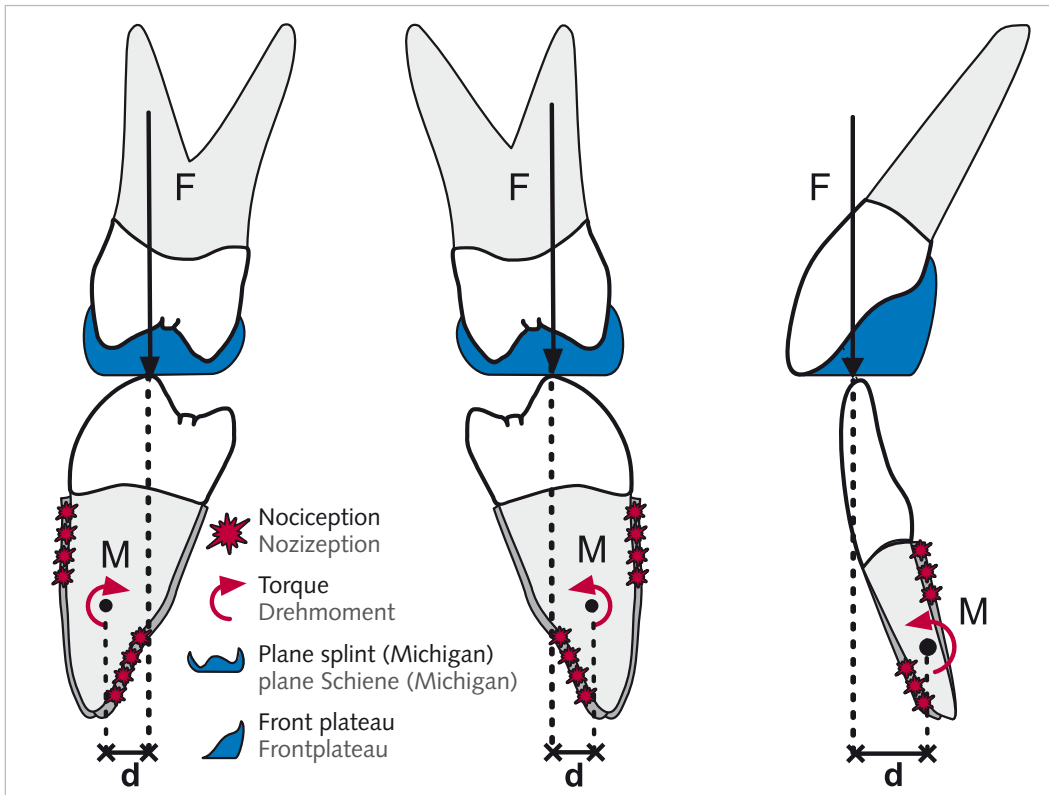 F
F
F
M
M
M
Nociception
Nozizeption
Torque
Drehmoment
Plane splint (Michigan)
plane Schiene (Michigan)
Front plateau
Frontplateau
d
d
d